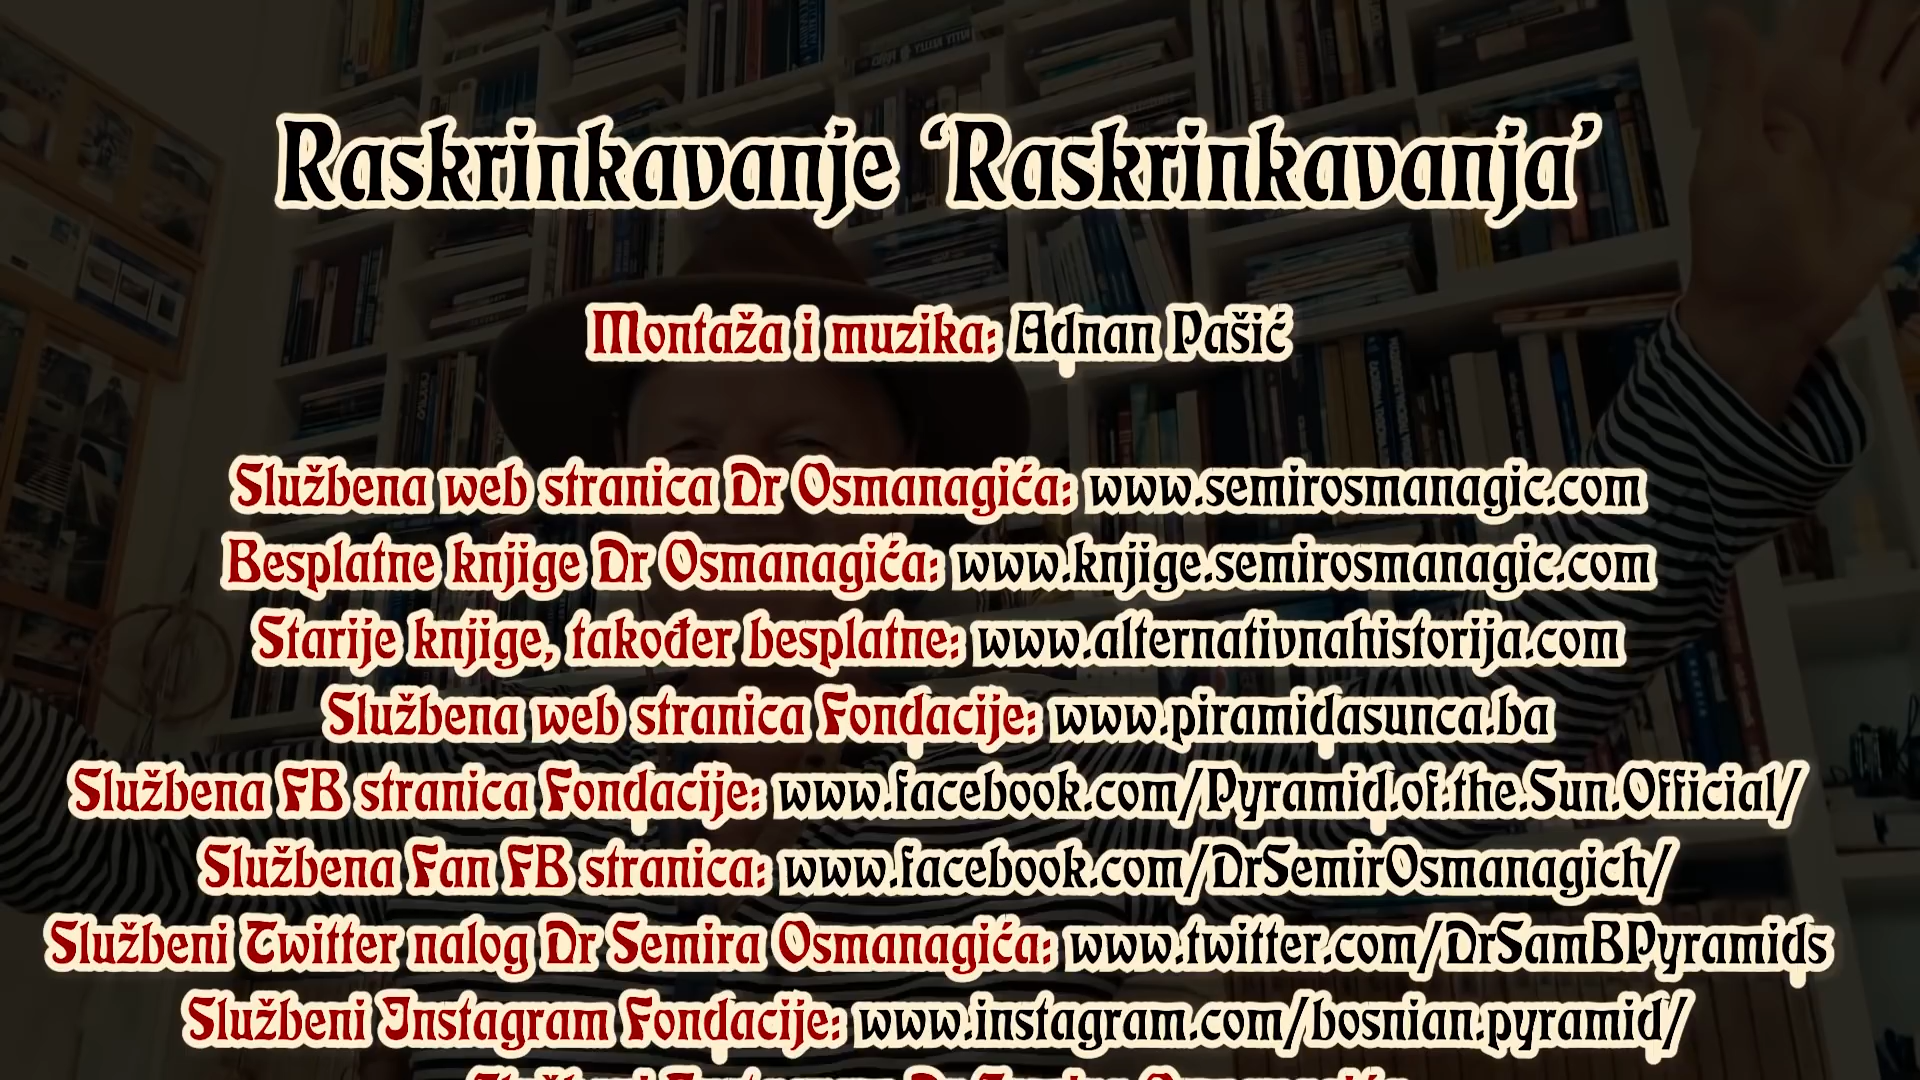 Raskrinkavanje ‘Raskrinkavanja’
Montaža i muzika: Adnan Pašić
Službena web stranica Dr Osmanagića: www.semirosmanagic.com
Besplatne knjige Dr Osmanagića: www.knjige.semirosmanagic.com
Starije knjige, također besplatne: www.alternativnahistorija.com
Službena web stranica Fondacije: www.piramidasunca.ba
Službena FB stranica Fondacije: www.facebook.com/Pyramid.of.the.Sun.Official/
Službena Fan FB stranica: www.facebook.com/DrSemirOsmanagich/
Službeni Twitter nalog Dr Semira Osmanagića: www.twitter.com/DrSamBPyramids
Službeni Instagram Fondacije: www.instagram.com/bosnian.pyramid/